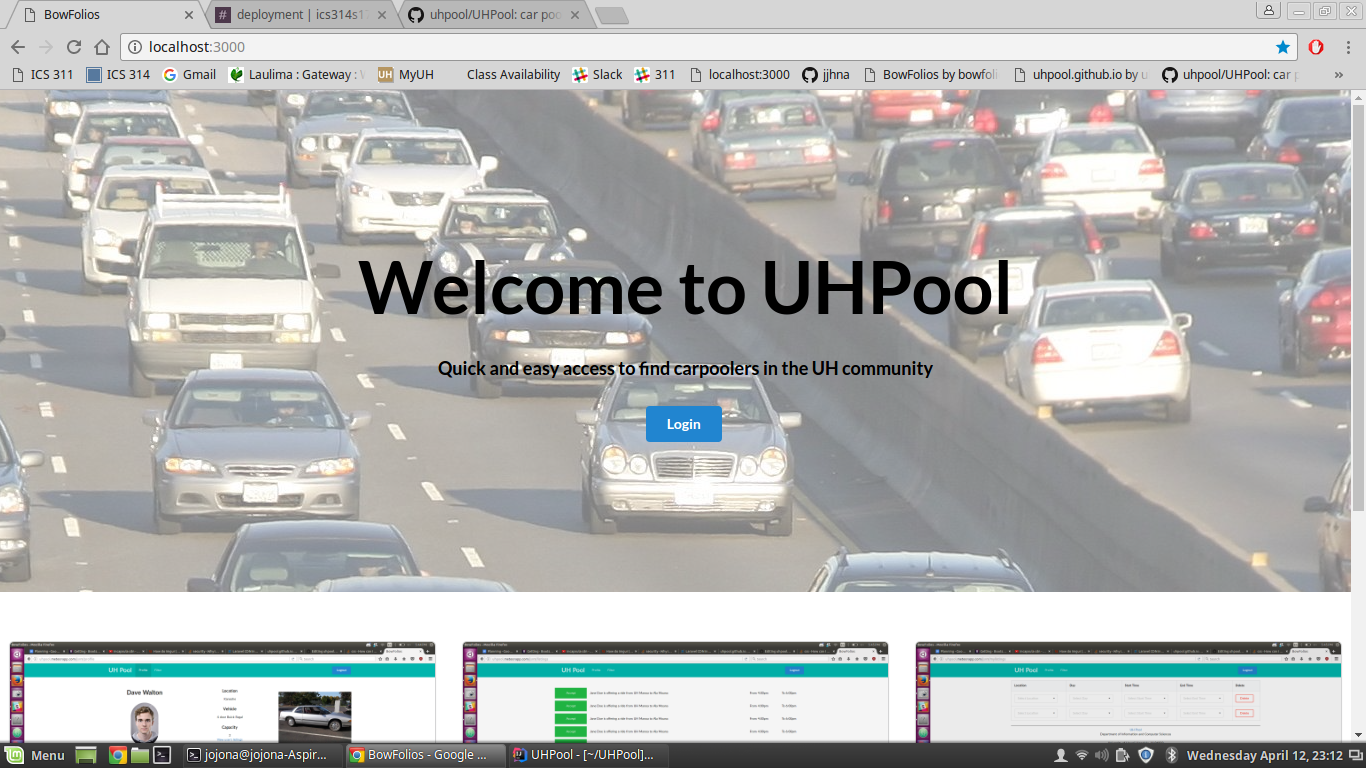 BowFolios
deployment | ics314s17
uhpool/UHPool: car poo
localhost:3000
ICS 311
ICS 314
Gmail
Laulima : Gateway :
MyUH
Class Availability
Slack
311
localhost:3000
jjhna
BowFolios by bowfolio
uhpool.github.io by u
uhpool/UHPool: car p
»
Welcome to UHPool
Quick and easy access to find carpoolers in the UH community
Login
UH Pool
Dave Walton
Location
Vehicle
Capacity
UH Pool
UH Pool
Menu
jojona@jojona-Aspir...
BowFolios - Google ...
UHPool - [~/UHPool]...
Wednesday April 12, 23:12